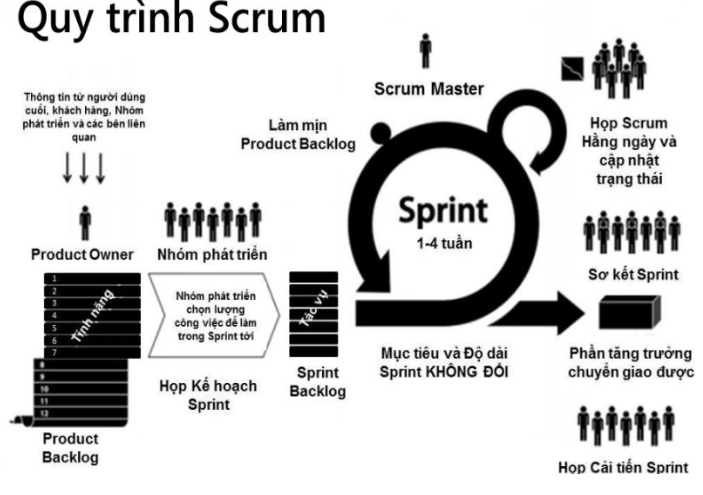 Quy trình Scrum
Thông tin từ người dùng
cuối, khách hàng, Nhóm
phát triển và các bên liên
quan
Product Owner
Nhóm phát triển
1
2
3
4
5
6
7
8
9
10
11
12
Tính năng
Product
Backlog
Nhóm phát triển
chọn lượng
công việc để làm
trong Sprint tới
Họp Kế hoạch
Sprint
Tác vụ
Sprint
Backlog
Làm mịn
Product Backlog
Scrum Master
Sprint
1-4 tuần
Mục tiêu và Độ dài
Sprint KHÔNG ĐỔI
Họp Scrum
Hằng ngày và
cập nhật
trạng thái
Sơ kết Sprint
Phần tăng trưởng
chuyển giao được
Họp Cải tiến Sprint